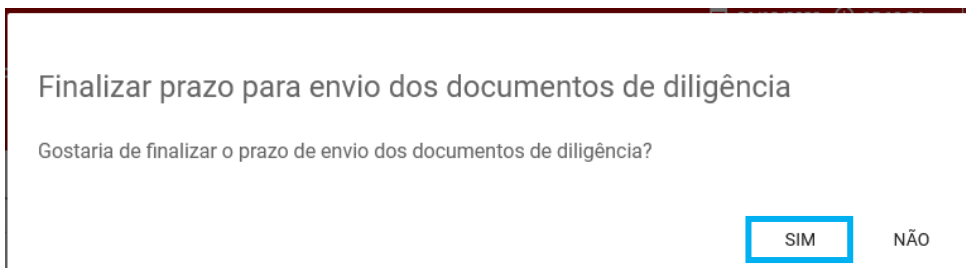 Finalizar prazo para envio dos documentos de diligência
Gostaria de finalizar o prazo de envio dos documentos de diligência?
SIM NÃO